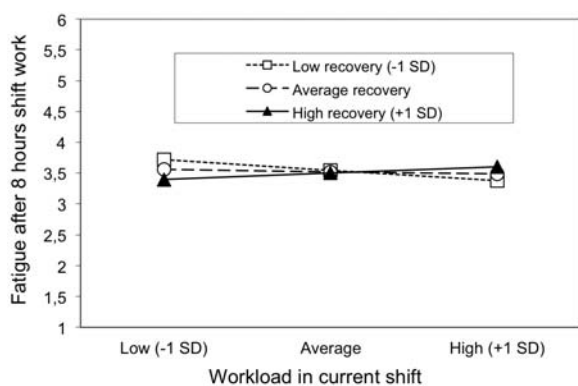 6
5,5
5
4,5
4
3,5
3
2,5
2
1,5
1
Fatigue after 8 hours shift work
Low recovery (-1 SD)
Average recovery
High recovery (+1 SD)
Low (-1 SD) Average High (+1 SD)
Workload in current shift